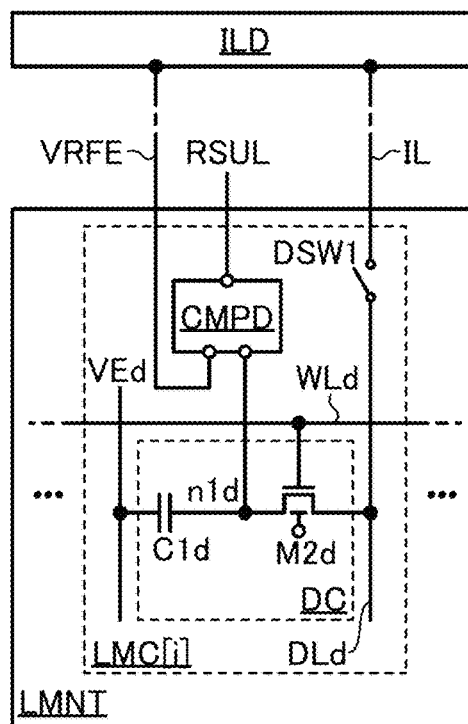 ILD
VRFE
RSUL
IL
DSW1
CMPD
VEd
WLd
n1d
C1d
M2d
DC
LMC[i]
DLd
LMNT